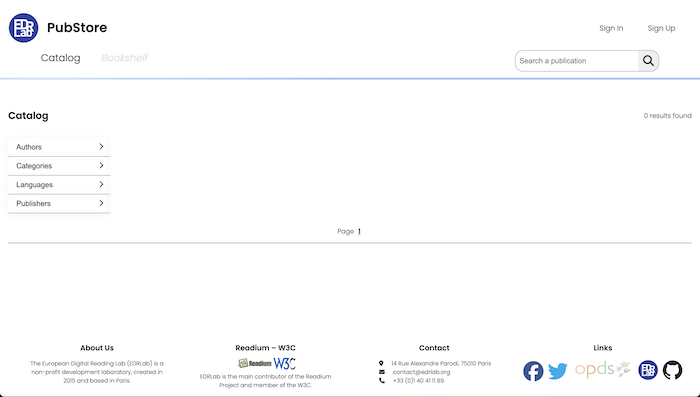 EDR
Lab
PubStore
Sign In
Sign Up
Catalog
Bookshelf
Search a publication
Catalog
0 results found
Authors
Categories
Languages
Publishers
Page 1
About Us
The European Digital Reading Lab (EDRLab) is a
non-profit development laboratory, created in
2015 and based in Paris.
Readium – W3C
Readium W3C
EDRLab is the main contributor of the Readium
Project and member of the W3C.
Contact
14 Rue Alexandre Parodi, 75010 Paris
contact@edrlab.org
+33 (0)1 40 41 11 89
Links
opds
EDR
Lab